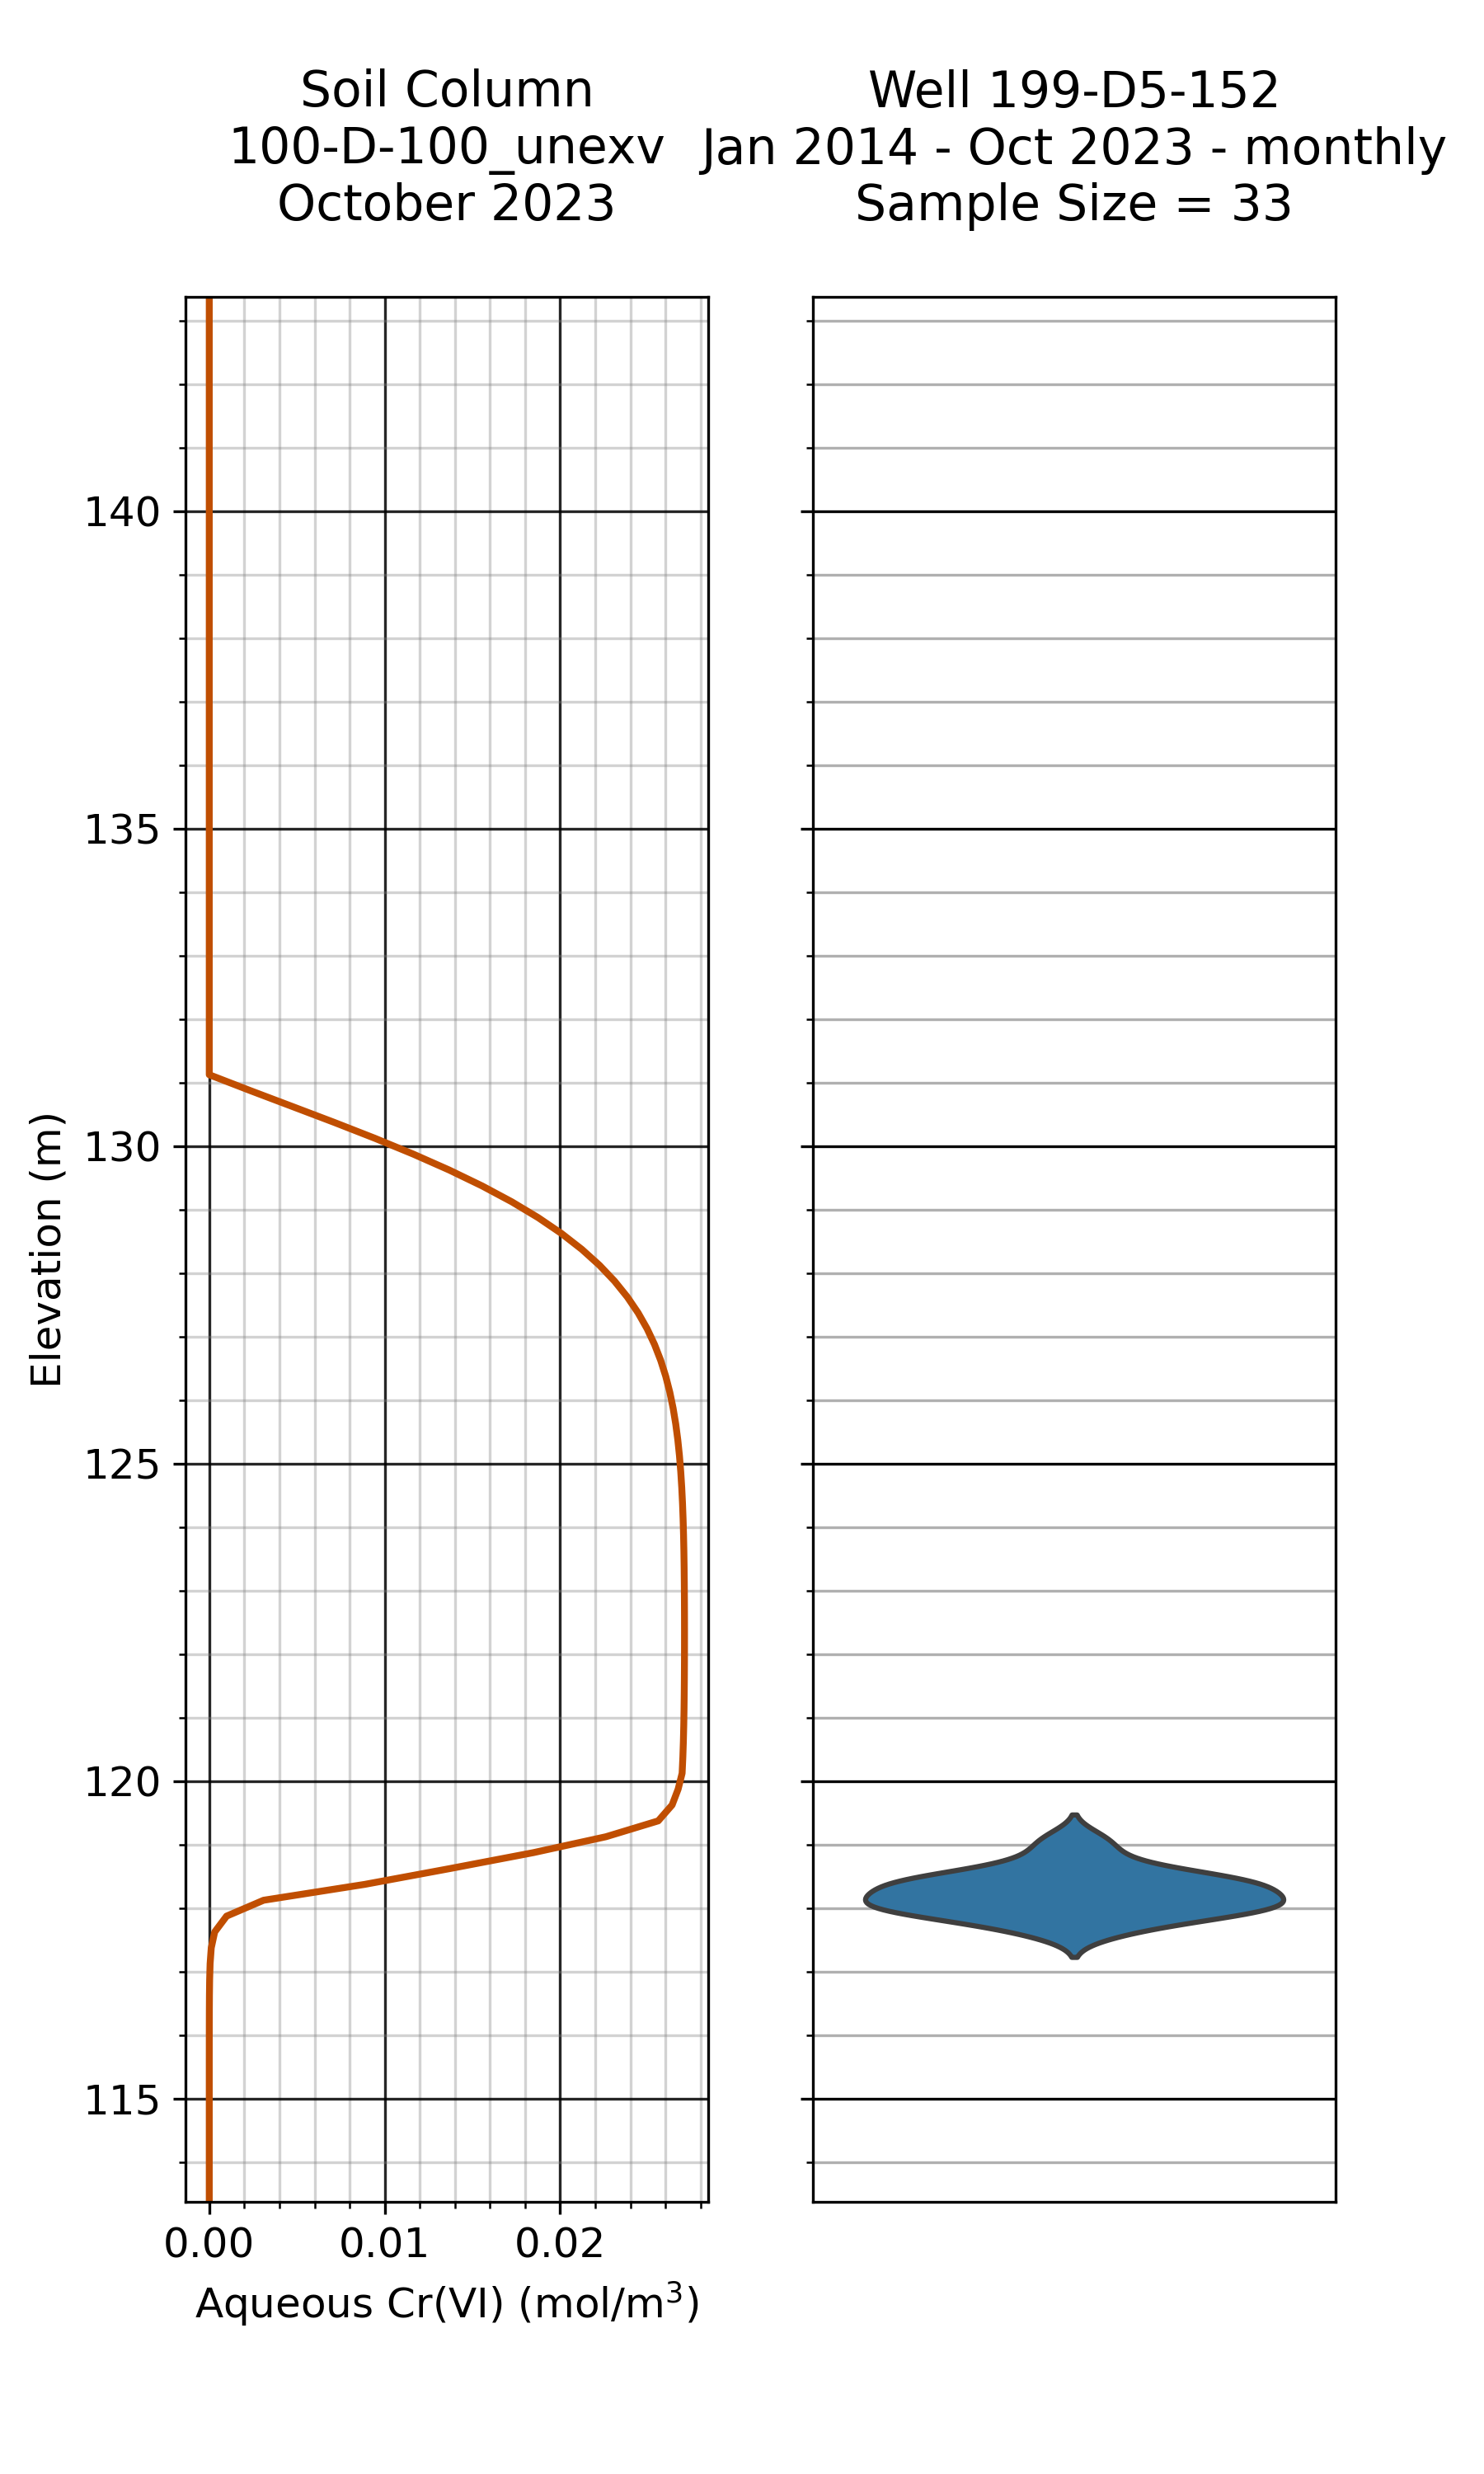 Soil Column
100-D-100_unexv
October 2023
Well 199-D5-152
Jan 2014 - Oct 2023 - monthly
Sample Size = 33
Elevation (m)
140
135
130
125
120
115
0.00 0.01 0.02
Aqueous Cr(VI) (mol/m³)